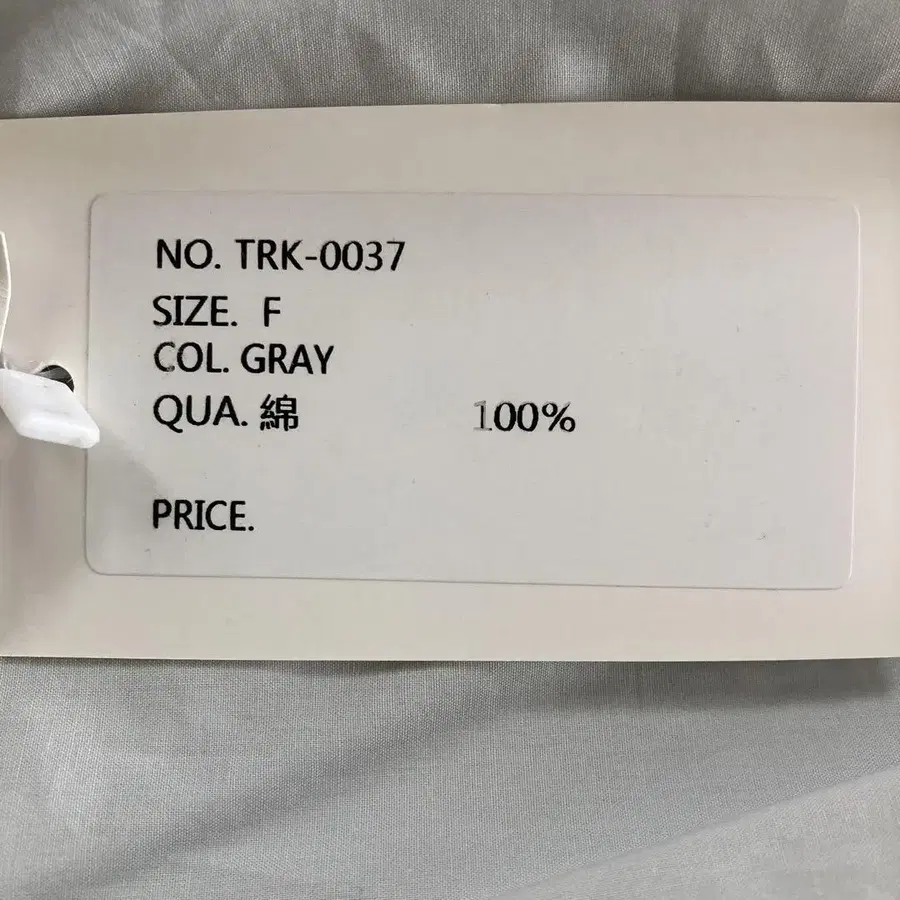 NO. TRK-0037
SIZE. F
COL. GRAY
QUA. 綿 100%
PRICE.